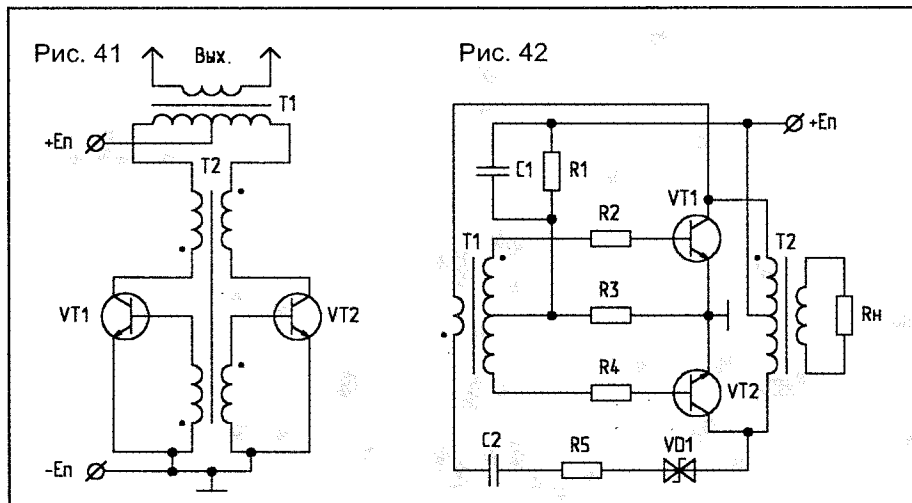 Рис. 41
Вых.
T1
+Eп
T2
VT1
VT2
-Eп
Рис. 42
+Eп
C1
R1
VT1
R2
T1
T2
R3
Rн
R4
VT2
C2
R5
VD1